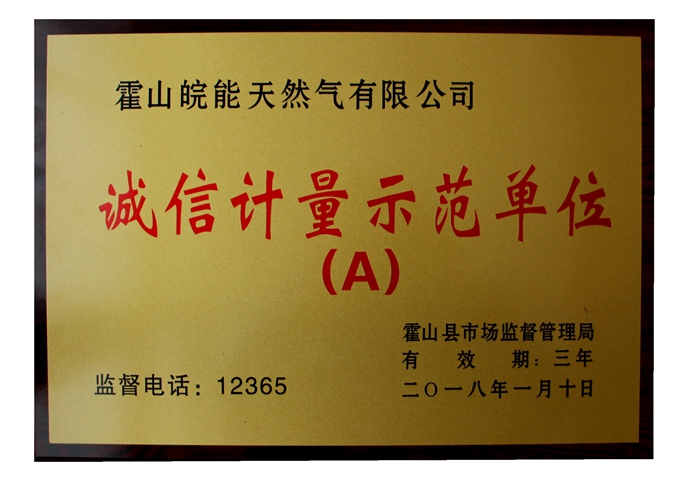 霍山皖能天然气有限公司
诚信计量示范单位
(A)
霍山县市场监督管理局
有效期：三年
监督电话：12365
二〇一八年一月十日